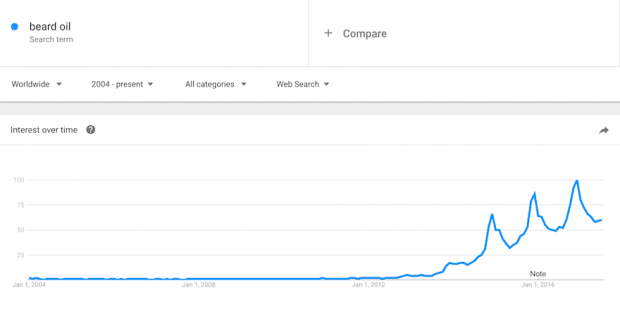 beard oil
Search term
+ Compare
Worldwide
2004 - present
All categories
Web Search
Interest over time ?
100
75
50
25
Note
Jan 1, 2004
Jan 1, 2008
Jan 1, 2012
Jan 1, 2016